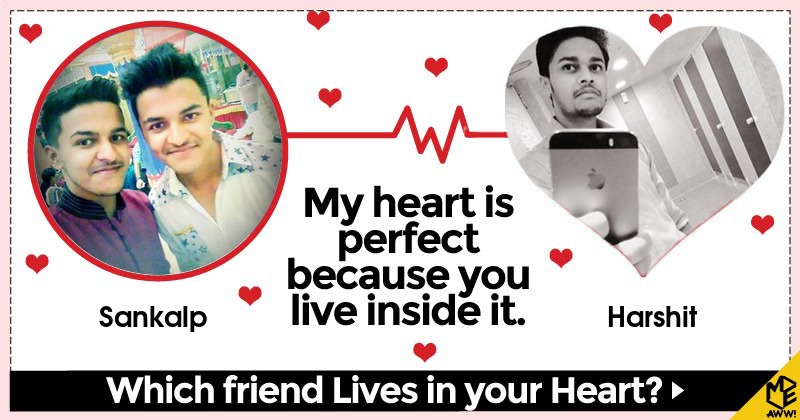 My heart is
perfect
because you
live inside it.
Sankalp
Harshit
Which friend Lives in your Heart?
AWW!